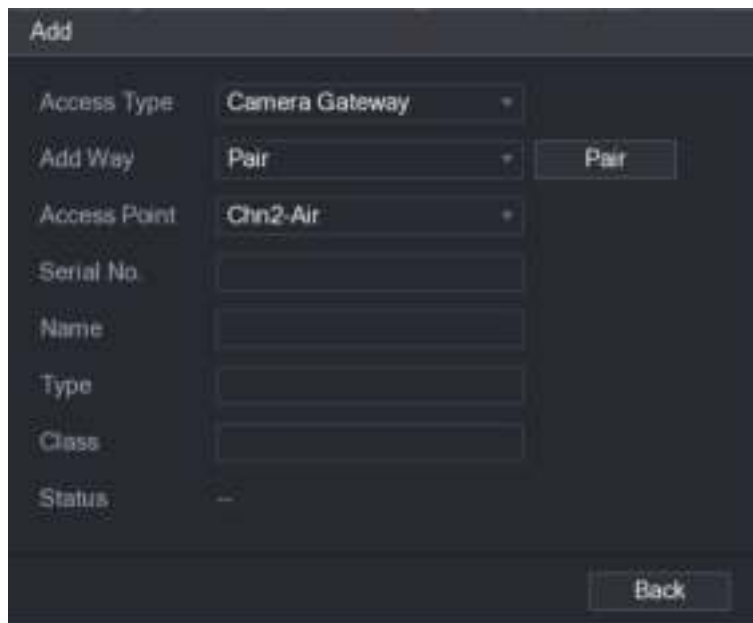 Add
Access Type Camera Gateway
Add Way Pair Pair
Access Point Chn2-Air
Serial No.
Name
Type
Class
Status --
Back